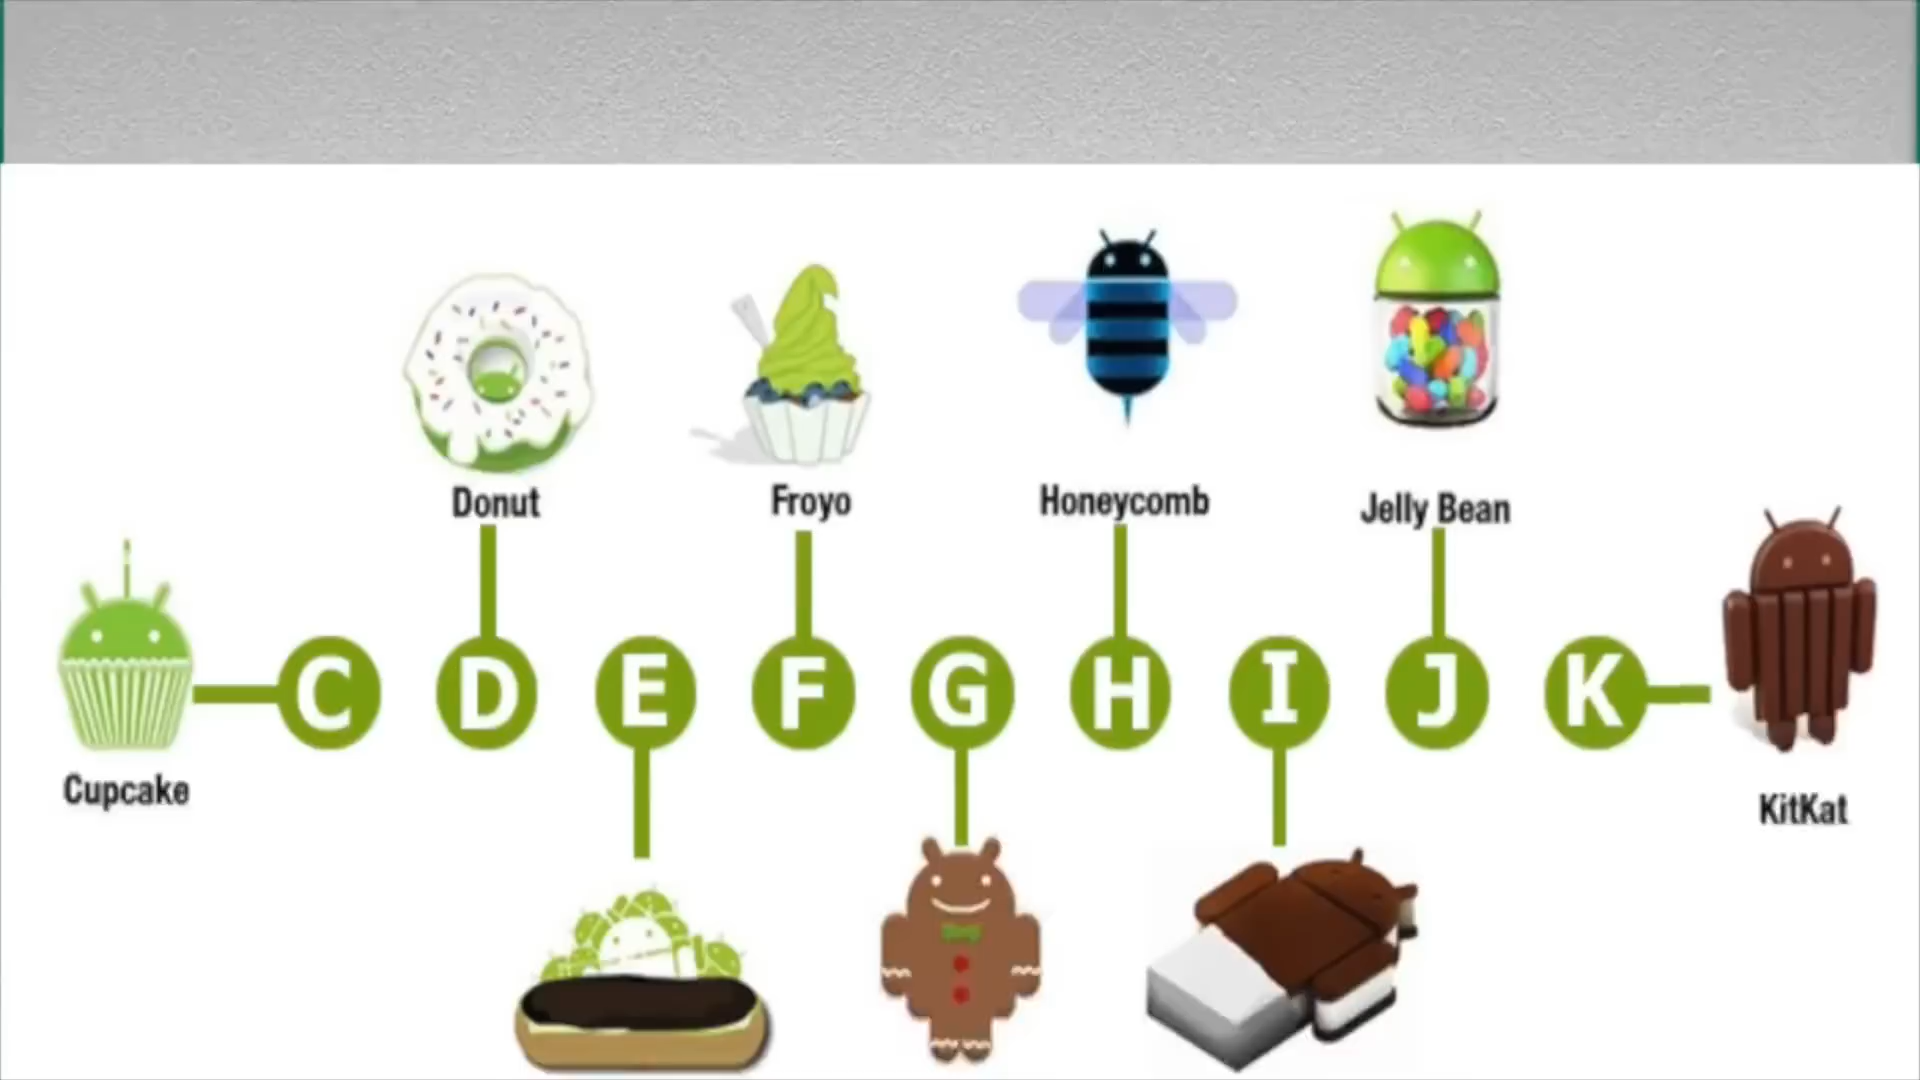 Donut
Froyo
Honeycomb
Jelly Bean
C
D
E
F
G
H
I
J
K
Cupcake
KitKat